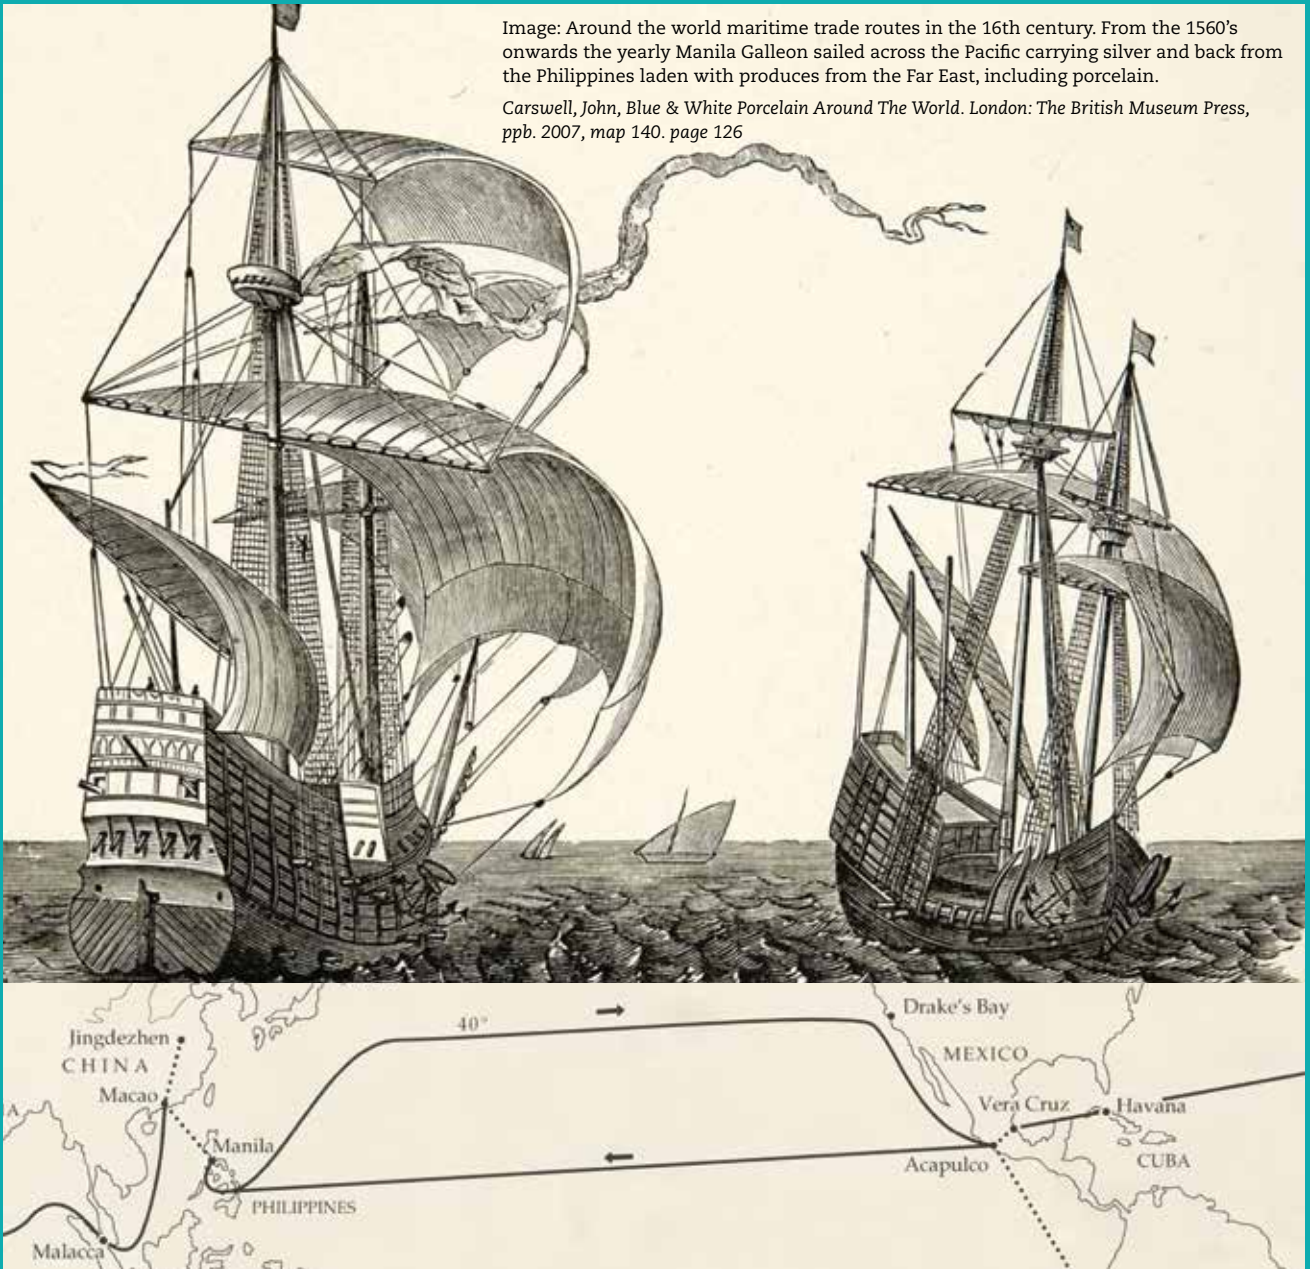 Image: Around the world maritime trade routes in the 16th century. From the 1560's
onwards the yearly Manila Galleon sailed across the Pacific carrying silver and back from
the Philippines laden with produces from the Far East, including porcelain.
Carswell, John, Blue & White Porcelain Around The World. London: The British Museum Press,
ppb. 2007, map 140. page 126
Drake's Bay
40°
Jingdezhen
CHINA
MEXICO
Macao
Vera Cruz
Havana
A
Manila
Acapulco
CUBA
PHILIPPINES
Malacca